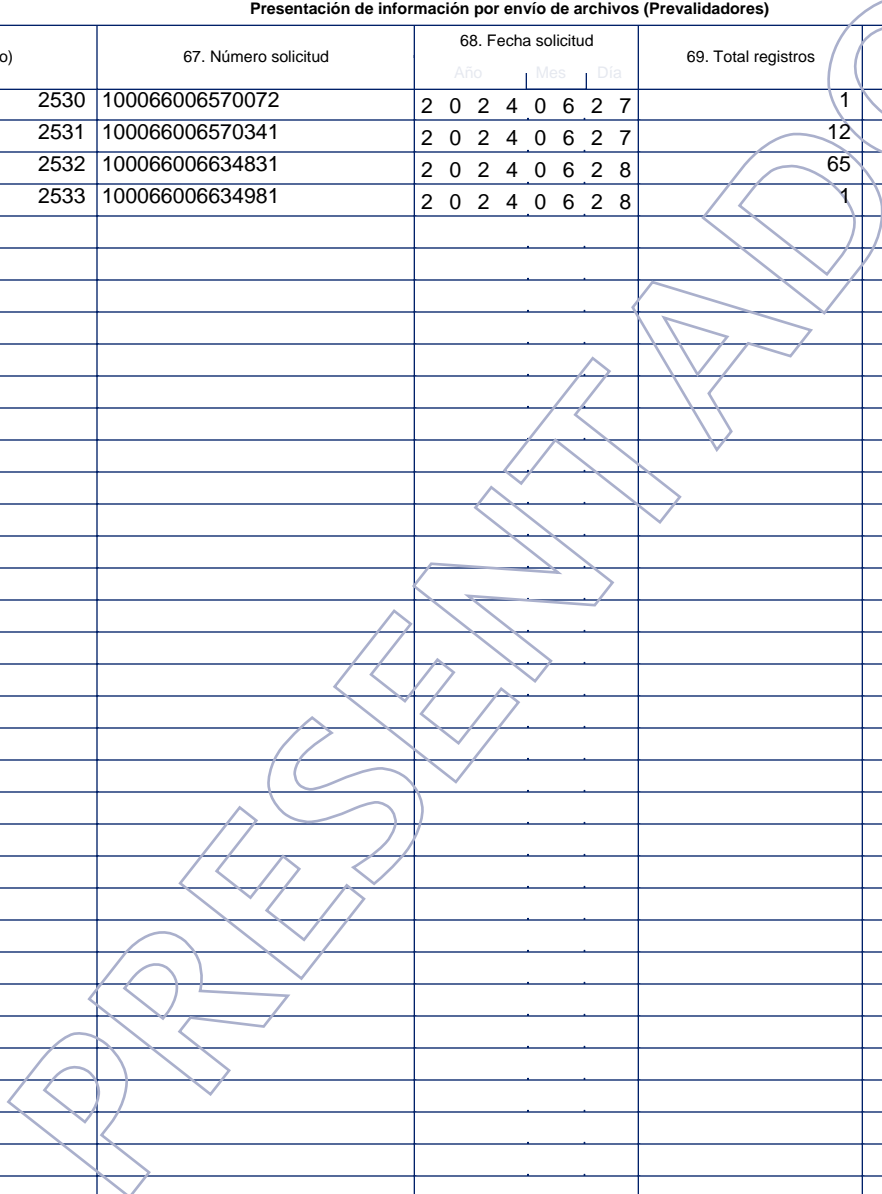 Presentación de información por envío de archivos (Prevalidadores)
o) 67. Número solicitud 68. Fecha solicitud 69. Total registros
Año Mes Día
2530 100066006570072 2 0 2 4 0 6 2 7 1
2531 100066006570341 2 0 2 4 0 6 2 7 12
2532 100066006634831 2 0 2 4 0 6 2 8 65
2533 100066006634981 2 0 2 4 0 6 2 8 1
PRESENTADO